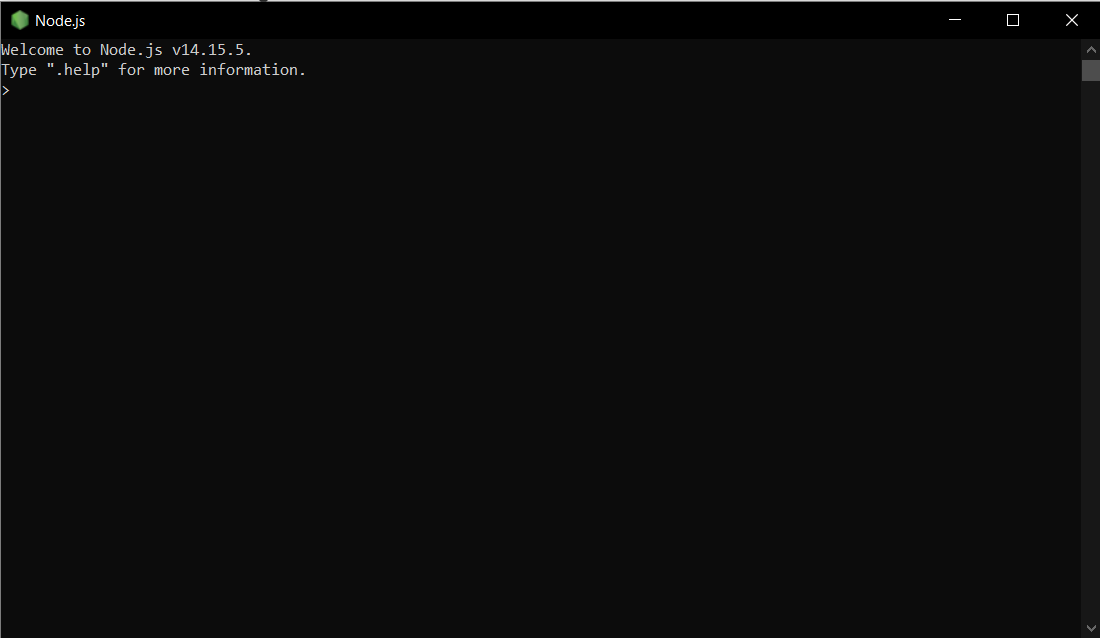 Node.js
Welcome to Node.js v14.15.5.
Type ".help" for more information.
>